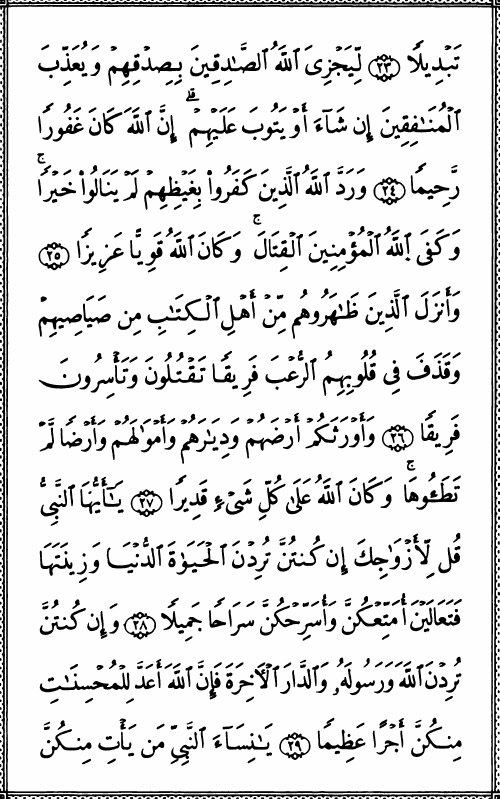 تَبْدِيلًا ﴿٢٣﴾ لِّيَجْزِيَ ٱللَّهُ ٱلصَّـٰدِقِينَ بِصِدْقِهِمْ وَيُعَذِّبَ
ٱلْمُنَـٰفِقِينَ إِن شَآءَ أَوْ يَتُوبَ عَلَيْهِمْ ۚ إِنَّ ٱللَّهَ كَانَ غَفُورًا
رَّحِيمًا ﴿٢٤﴾ وَرَدَّ ٱللَّهُ ٱلَّذِينَ كَفَرُوا۟ بِغَيْظِهِمْ لَمْ يَنَالُوا۟ خَيْرًا ۚ
وَكَفَى ٱللَّهُ ٱلْمُؤْمِنِينَ ٱلْقِتَالَ ۚ وَكَانَ ٱللَّهُ قَوِيًّا عَزِيزًا ﴿٢٥﴾
وَأَنزَلَ ٱلَّذِينَ ظَـٰهَرُوهُم مِّنْ أَهْلِ ٱلْكِتَـٰبِ مِن صَيَاصِيهِمْ
وَقَذَفَ فِى قُلُوبِهِمُ ٱلرُّعْبَ فَرِيقًا تَقْتُلُونَ وَتَأْسِرُونَ
فَرِيقًا ﴿٢٦﴾ وَأَوْرَثَكُمْ أَرْضَهُمْ وَدِيَـٰرَهُمْ وَأَمْوَٰلَهُمْ وَأَرْضًا لَّمْ
تَطَـُٔوهَا ۚ وَكَانَ ٱللَّهُ عَلَىٰ كُلِّ شَىْءٍ قَدِيرًا ﴿٢٧﴾ يَـٰٓأَيُّهَا ٱلنَّبِىُّ
قُل لِّأَزْوَٰجِكَ إِن كُنتُنَّ تُرِدْنَ ٱلْحَيَوٰةَ ٱلدُّنْيَا وَزِينَتَهَا
فَتَعَالَيْنَ أُمَتِّعْكُنَّ وَأُسَرِّحْكُنَّ سَرَاحًا جَمِيلًا ﴿٢٨﴾ وَإِن كُنتُنَّ
تُرِدْنَ ٱللَّهَ وَرَسُولَهُۥ وَٱلدَّارَ ٱلْـَٔاخِرَةَ فَإِنَّ ٱللَّهَ أَعَدَّ لِلْمُحْسِنَـٰتِ
مِنكُنَّ أَجْرًا عَظِيمًا ﴿٢٩﴾ يَـٰنِسَآءَ ٱلنَّبِىِّ مَن يَأْتِ مِنكُنَّ